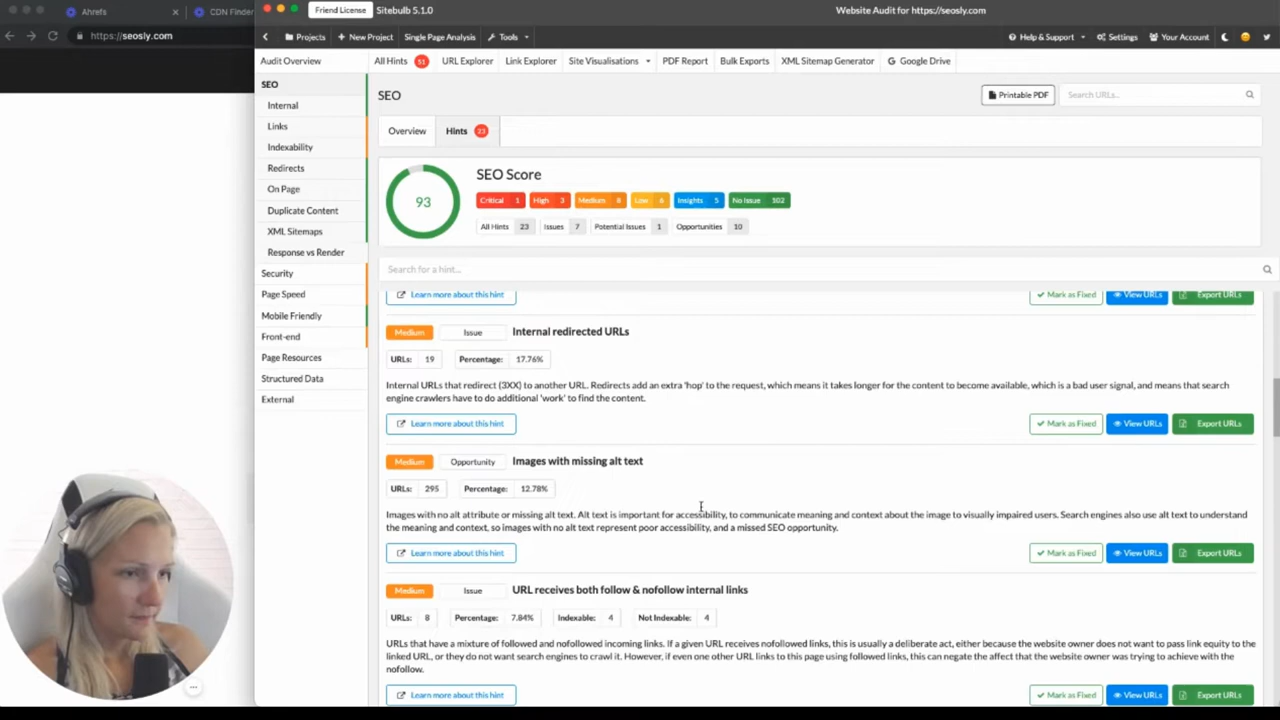 Ahrefs
CDN Finder
https://seosly.com
Friend License
Sitebulb 5.1.0
Website Audit for https://seosly.com
Projects
New Project
Single Page Analysis
Tools
Help & Support
Settings
Your Account
Audit Overview
All Hints 51
URL Explorer
Link Explorer
Site Visualisations
PDF Report
Bulk Exports
XML Sitemap Generator
Google Drive
SEO
Internal
Links
Indexability
Redirects
On Page
Duplicate Content
XML Sitemaps
Response vs Render
Security
Page Speed
Mobile Friendly
Front-end
Page Resources
Structured Data
External
SEO
Printable PDF
Search URLs...
Overview
Hints 23
93
SEO Score
Critical 1 High 3 Medium 8 Low 6 Insights 5 No Issue 102
All Hints 23 Issues 7 Potential Issues 1 Opportunities 10
Search for a hint...
Learn more about this hint
Mark as Fixed View URLs Export URLs
Medium Issue Internal redirected URLs
URLs: 19 Percentage: 17.76%
Internal URLs that redirect (3XX) to another URL. Redirects add an extra 'hop' to the request, which means it takes longer for the content to become available, which is a bad user signal, and means that search
engine crawlers have to do additional 'work' to find the content.
Learn more about this hint
Mark as Fixed View URLs Export URLs
Medium Opportunity Images with missing alt text
URLs: 295 Percentage: 12.78%
Images with no alt attribute or missing alt text. Alt text is important for accessibility, to communicate meaning and context about the image to visually impaired users. Search engines also use alt text to understand
the meaning and context, so images with no alt text represent poor accessibility, and a missed SEO opportunity.
Learn more about this hint
Mark as Fixed View URLs Export URLs
Medium Issue URL receives both follow & nofollow internal links
URLs: 8 Percentage: 7.84% Indexable: 4 Not Indexable: 4
URLs that have a mixture of followed and nofollowed incoming links. If a given URL receives nofollowed links, this is usually a deliberate act, either because the website owner does not want to pass link equity to the
linked URL, or they do not want search engines to crawl it. However, if even one other URL links to this page using followed links, this can negate the affect that the website owner was trying to achieve with the
nofollow.
Learn more about this hint
Mark as Fixed View URLs Export URLs